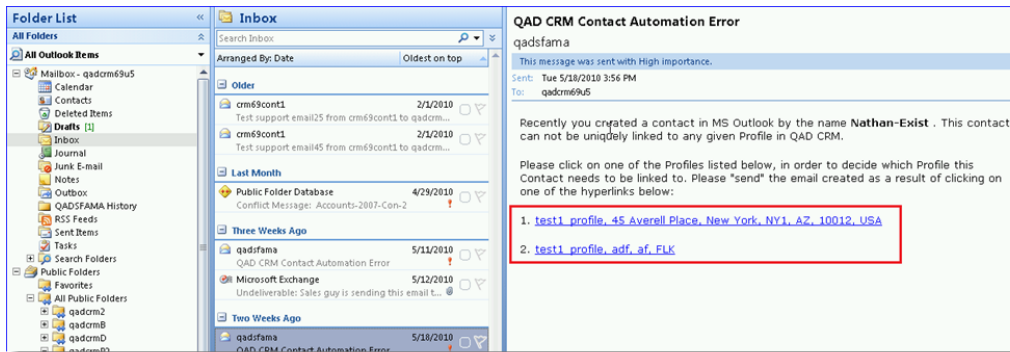 Folder List «
All Folders
All Outlook Items
Mailbox - qadcrm69u5
Calendar
Contacts
Deleted Items
Drafts [1]
Inbox
Journal
Junk E-mail
Notes
Outbox
QADSFAMA History
RSS Feeds
Sent Items
Tasks
Search Folders
Public Folders
Favorites
All Public Folders
qadcrm2
qadcrmB
qadcrmD
qadcrmP2
Inbox
Search Inbox
Arranged By: Date Oldest on top
Older
crm69cont1 2/1/2010
Test support email25 from crm69cont1 to qadcrm...
crm69cont1 2/1/2010
Test support email45 from crm69cont1 to qadcrm...
Last Month
Public Folder Database 4/29/2010
Conflict Message: Accounts-2007-Con-2
Three Weeks Ago
qadsfama 5/11/2010
QAD CRM Contact Automation Error
Microsoft Exchange 5/12/2010
Undeliverable: Sales guy is sending this email t...
Two Weeks Ago
qadsfama 5/18/2010
QAD CRM Contact Automation Error
QAD CRM Contact Automation Error
qadsfama
This message was sent with High importance.
Sent: Tue 5/18/2010 3:56 PM
To: qadcrm69u5
Recently you created a contact in MS Outlook by the name Nathan-Exist . This contact
can not be uniqdely linked to any given Profile in QAD CRM.
Please click on one of the Profiles listed below, in order to decide which Profile this
Contact needs to be linked to. Please "send" the email created as a result of clicking on
one of the hyperlinks below:
1. test1_profile, 45 Averell Place, New York, NY1, AZ, 10012, USA
2. test1_profile, adf, af, FLK